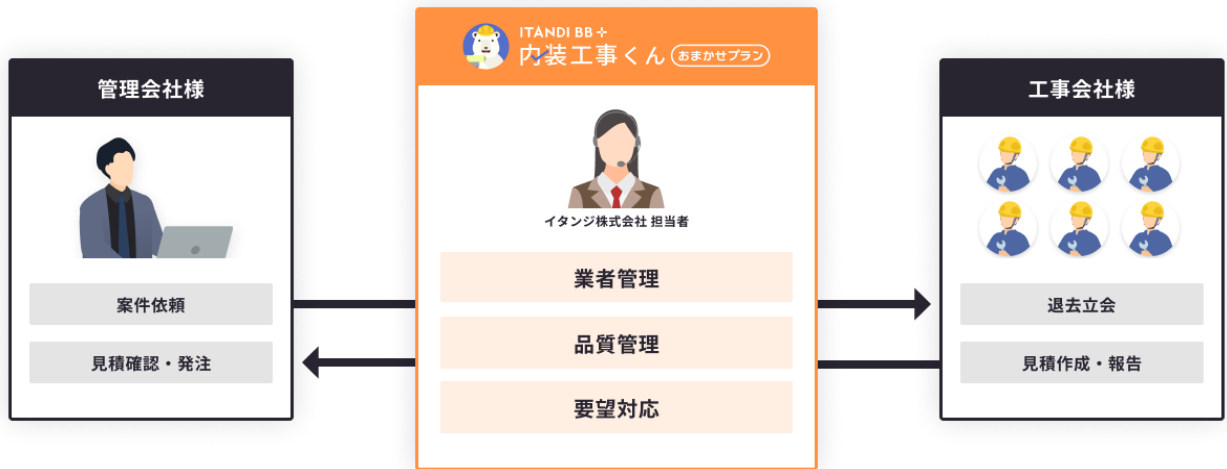 管理会社様
案件依頼
見積確認・発注
ITANDI BB +
内装工事くん おまかせプラン
イタンジ株式会社 担当者
業者管理
品質管理
要望対応
工事会社様
退去立会
見積作成・報告